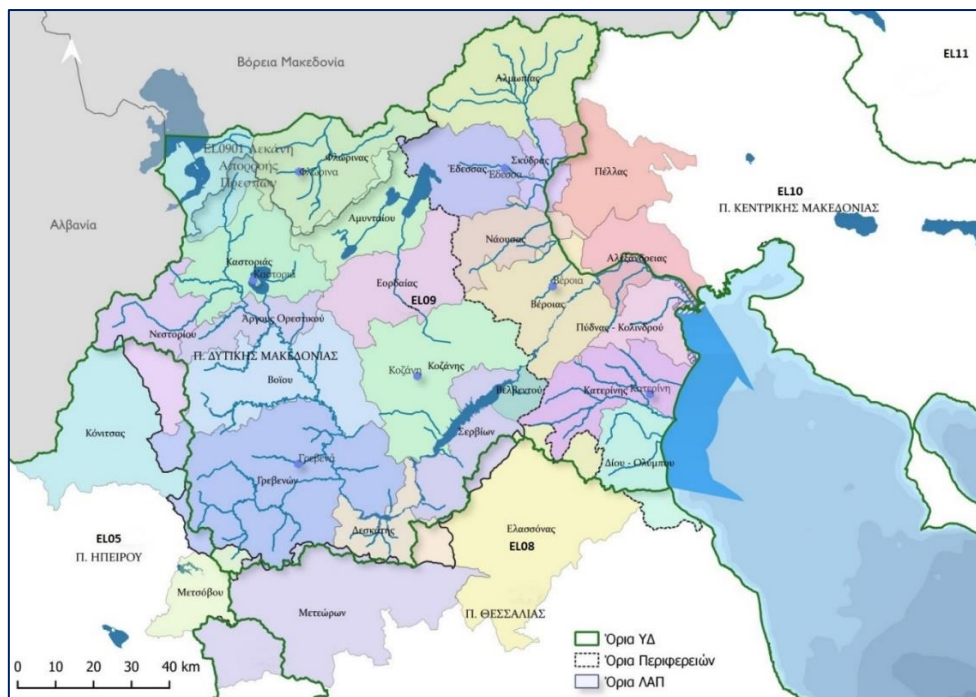 Βόρεια Μακεδονία
EL11
Αλμωπίας
EL0901 Λεκάνη
Απορροής
Πρεσπών
Φλώρινας
Φλώρινα
Έδεσσας
Έδεσσα
Σκύδρας
Πέλλας
EL10
Π. ΚΕΝΤΡΙΚΗΣ ΜΑΚΕΔΟΝΙΑΣ
Αλβανία
Αμυνταίου
Νάουσας
Καστοριάς
Καστοριά
Εορδαίας
EL09
Αλεξάνδρειας
Βέροια
Βέροιας
Άργους Ορεστικού
Νεστορίου
Πύδνας - Κολινδρού
Π. ΔΥΤΙΚΗΣ ΜΑΚΕΔΟΝΙΑΣ
Κοζάνης
Κοζάνη
Βοΐου
Βελβεντού
Κατερίνης
Κατερίνη
Κόνιτσας
Σερβίων
Γρεβενά
Γρεβενών
Δίου - Ολύμπου
Δεσκάτης
Ελασσόνας
EL08
EL05
Π. ΗΠΕΙΡΟΥ
Μετσόβου
Μετεώρων
Π. ΘΕΣΣΑΛΙΑΣ
Όρια ΥΔ
Όρια Περιφερειών
Όρια ΛΑΠ
0 10 20 30 40 km